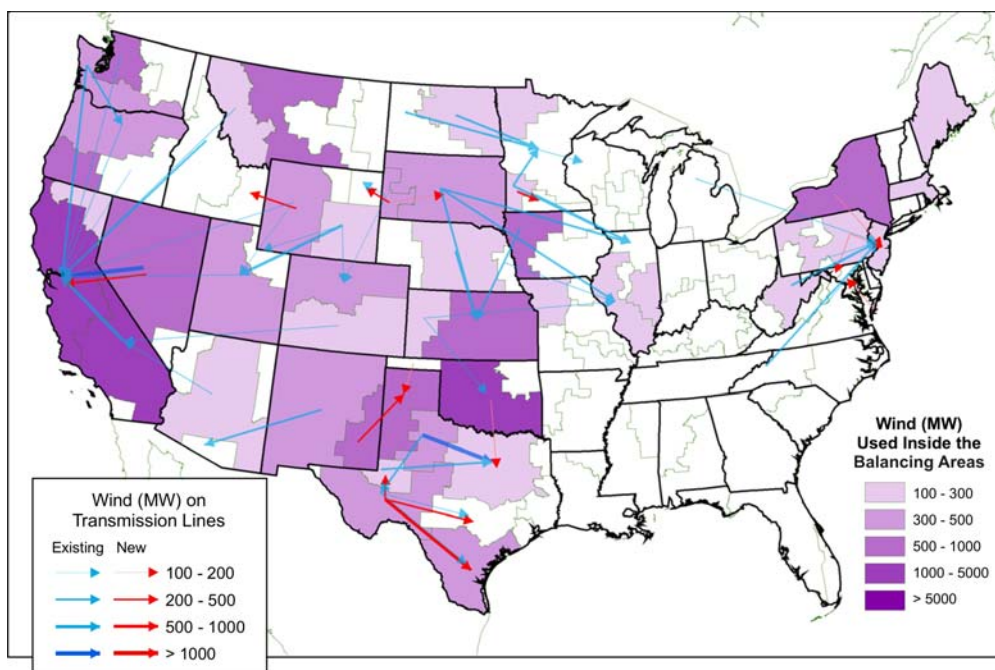 Wind (MW) on
Transmission Lines
Existing New
100 - 200
200 - 500
500 - 1000
> 1000
Wind (MW)
Used Inside the
Balancing Areas
100 - 300
300 - 500
500 - 1000
1000 - 5000
> 5000